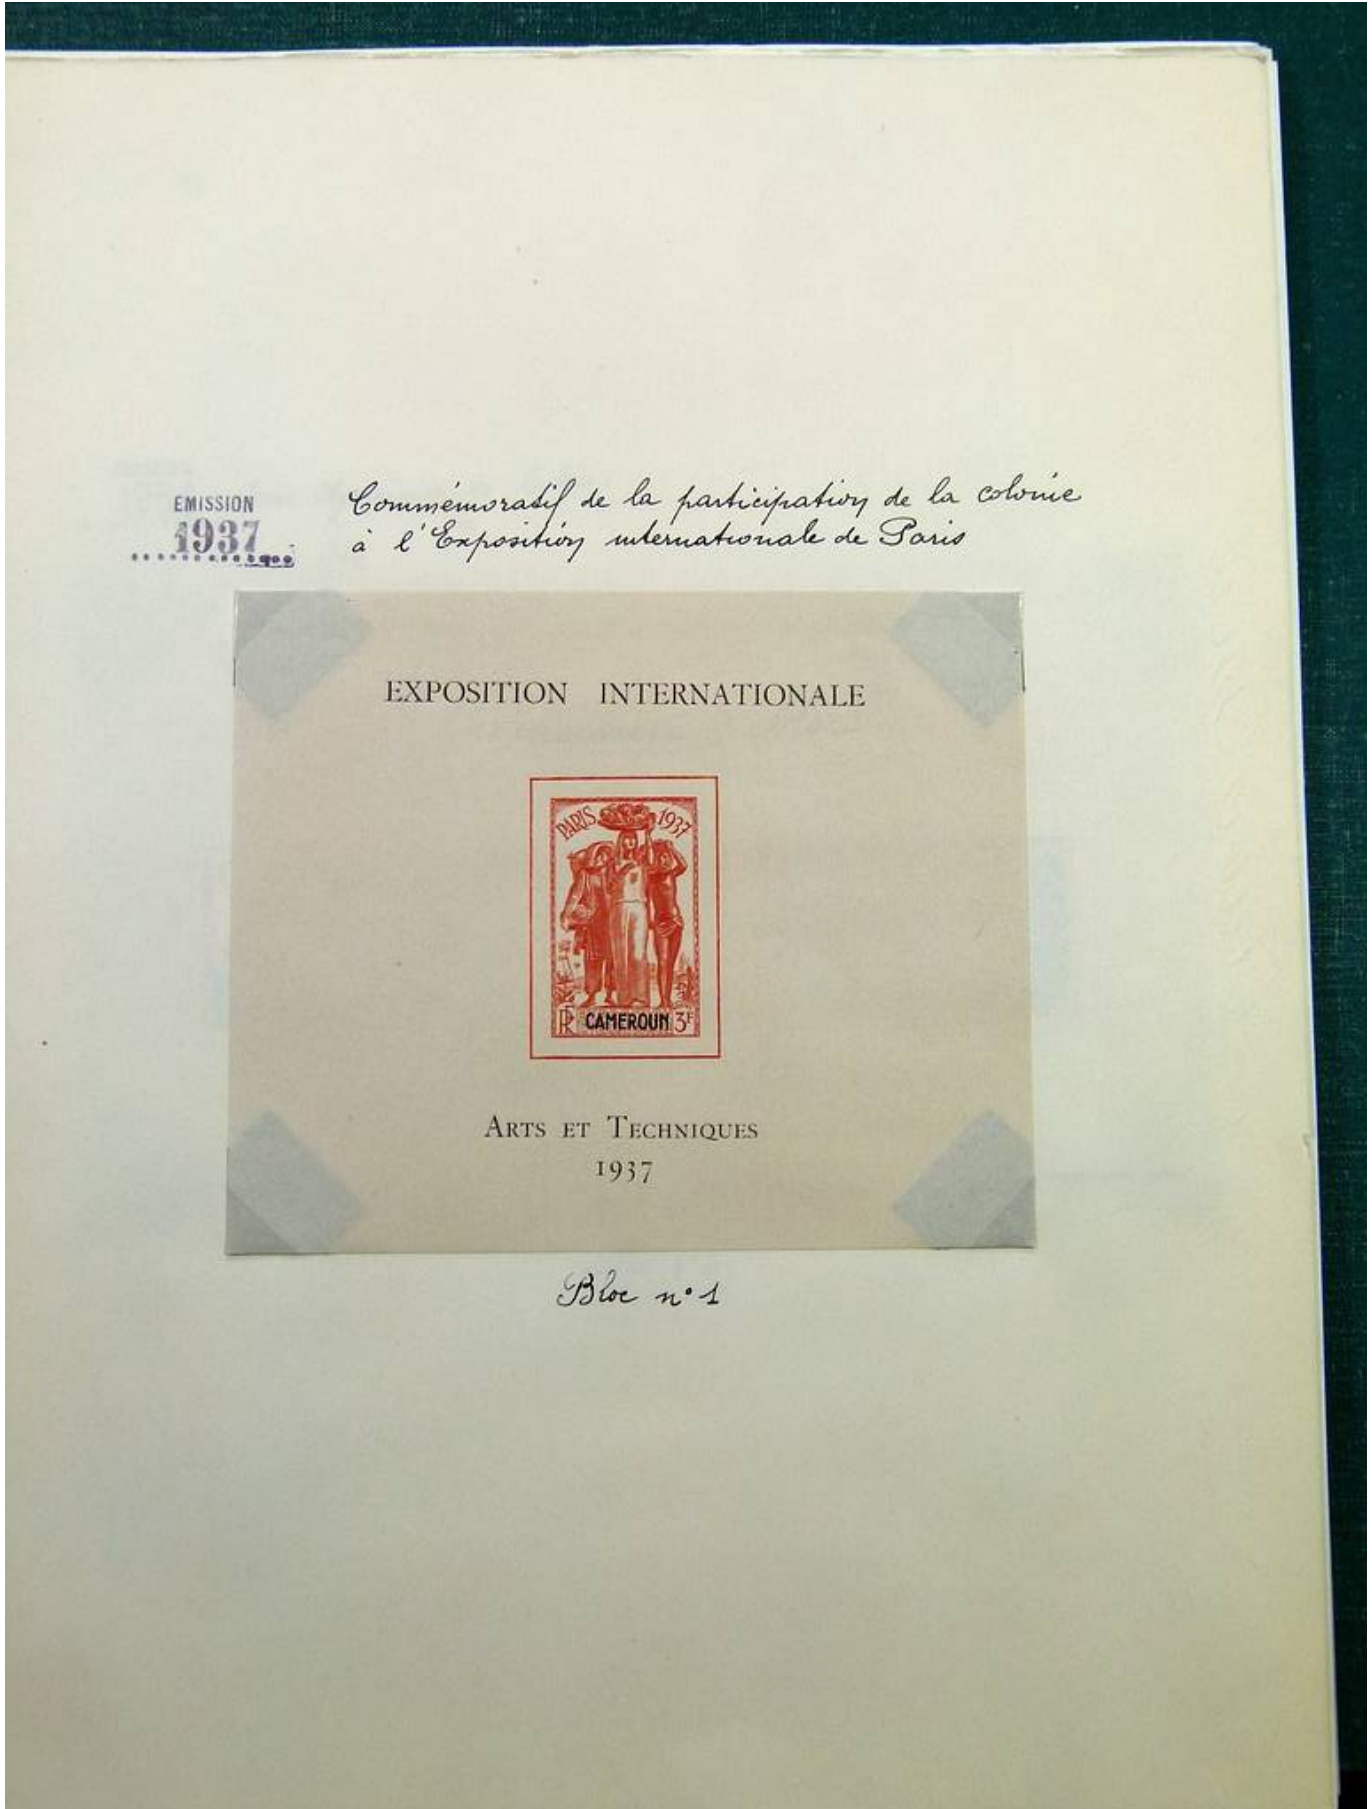 EMISSION
1937
Commémoratif de la participation de la colonie
à l'Exposition internationale de Paris
EXPOSITION INTERNATIONALE
PARIS 1937
RF CAMEROUN 3F
ARTS ET TECHNIQUES
1937
Bloc n° 1